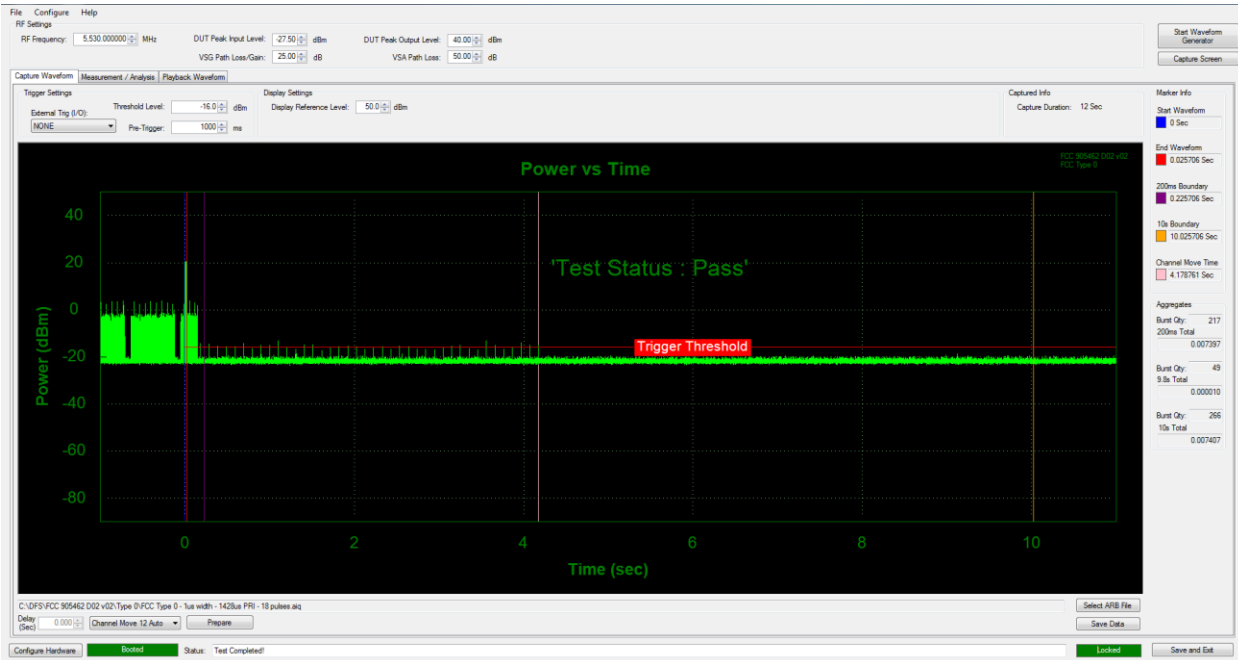 File Configure Help
RF Settings
RF Frequency: 5,530.000000 MHz
DUT Peak Input Level: -27.50 dBm
DUT Peak Output Level: 40.00 dBm
VSG Path Loss/Gain: 25.00 dB
VSA Path Loss: 50.00 dB
Start Waveform
Generator
Capture Screen
Capture Waveform Measurement / Analysis Playback Waveform
Trigger Settings
External Trig (I/O):
NONE
Threshold Level: -16.0 dBm
Pre-Trigger: 1000 ms
Display Settings
Display Reference Level: 50.0 dBm
Captured Info
Capture Duration: 12 Sec
Marker Info
Start Waveform
0 Sec
End Waveform
0.025706 Sec
200ms Boundary
0.225706 Sec
10s Boundary
10.025706 Sec
Channel Move Time
4.178761 Sec
Aggregates
Burst Qty: 217
200ms Total
0.007397
Burst Qty: 49
9.8s Total
0.000010
Burst Qty: 266
10s Total
0.007407
Power vs Time
FCC 905462 D02 v02
FCC Type 0
'Test Status : Pass'
Trigger Threshold
Power (dBm)
40
20
0
-20
-40
-60
-80
0 2 4 6 8 10
Time (sec)
C:\DFS\FCC 905462 D02 v02\Type 0\FCC Type 0 - 1us width - 1428us PRI - 18 pulses.aiq
Select ARB File
Delay
(Sec) 0.000 Channel Move 12 Auto Prepare
Save Data
Configure Hardware Booted Status: Test Completed! Locked Save and Exit